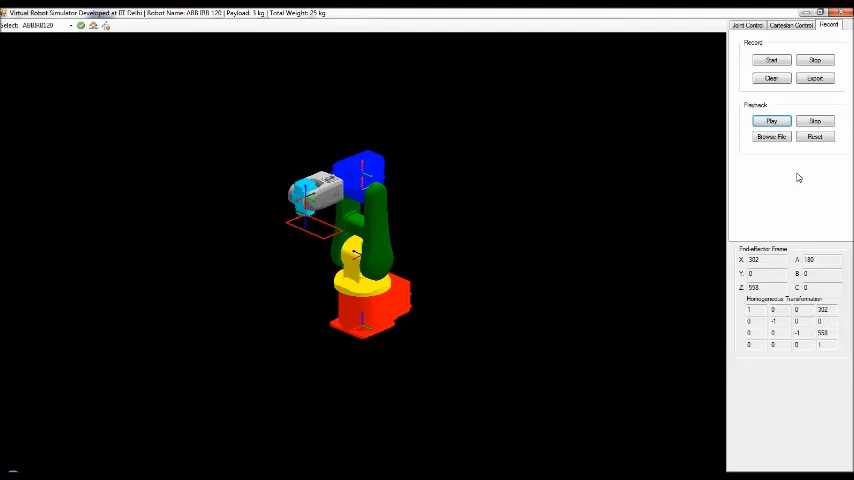 Virtual Robot Simulator Developed at IIT Delhi | Robot Name: ABB IRB 120 | Payload: 3 kg | Total Weight: 25 kg
Select: ABBIRB120
Joint Control Cartesian Control Record
Record
Start Stop
Clear Export
Playback
Play Stop
Browse File Reset
End-effector Frame
X: 302 A: 180
Y: 0 B: 0
Z: 558 C: 0
Homogeneous Transformation
1 0 0 302
0 -1 0 0
0 0 -1 558
0 0 0 1